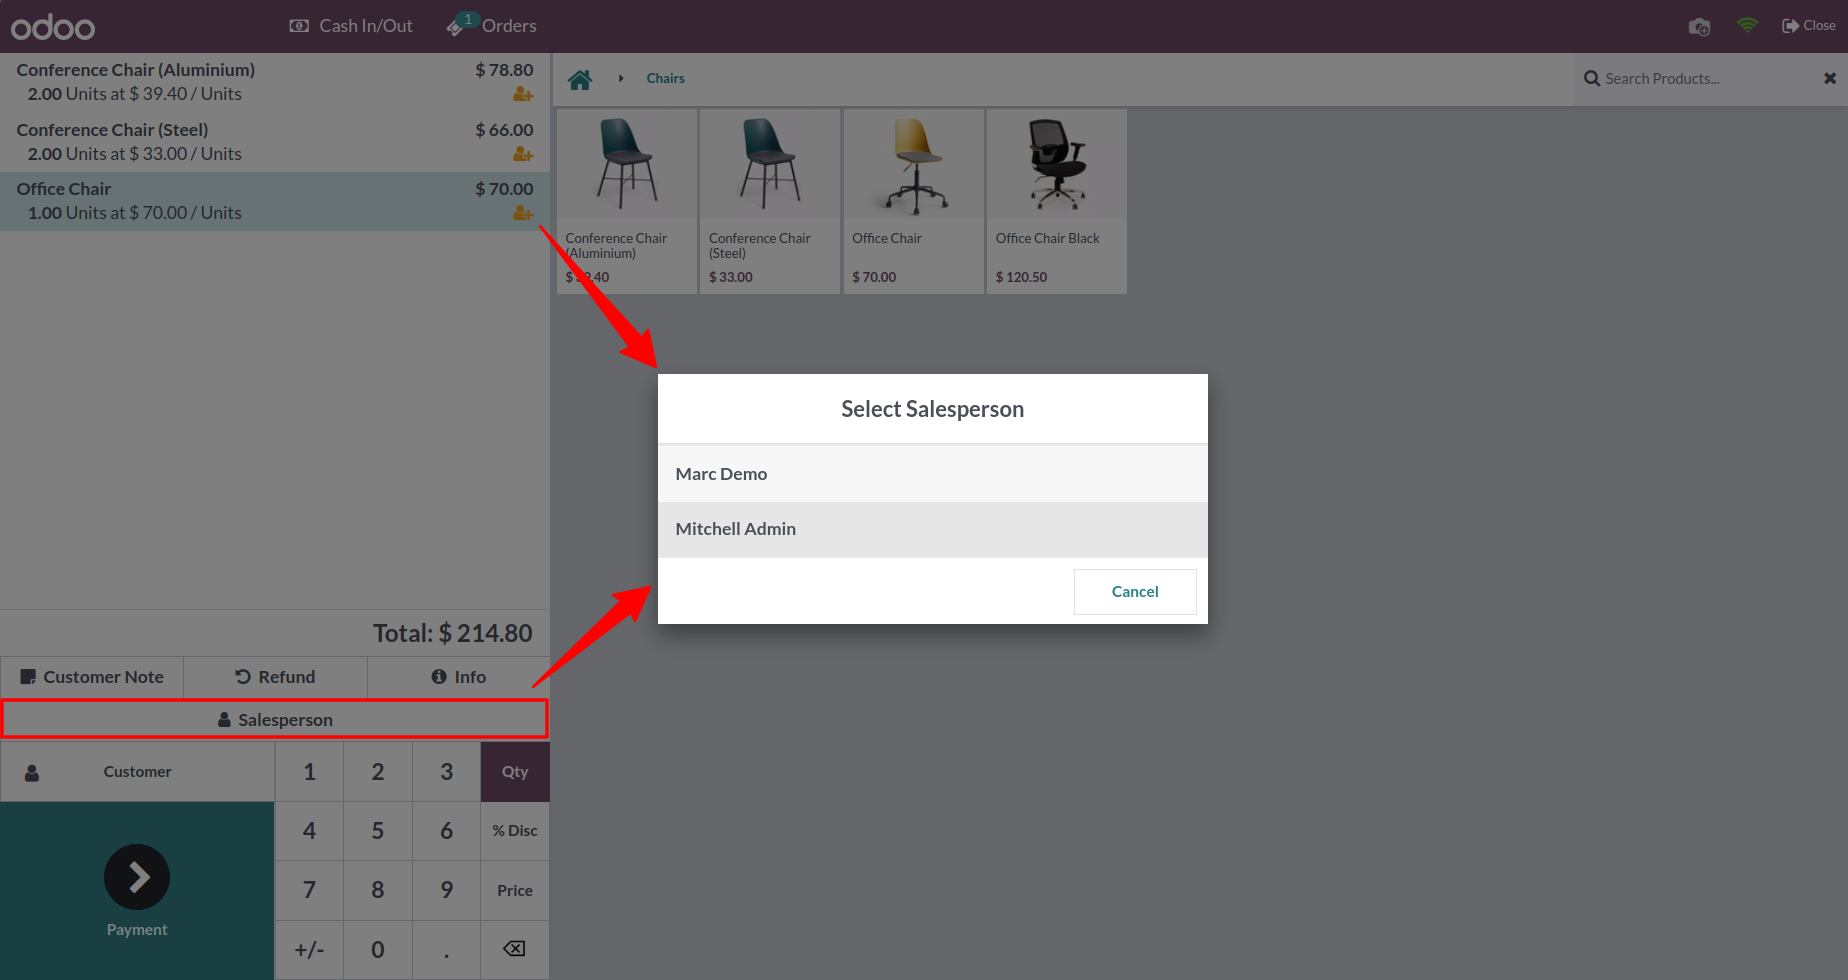 odoo
Cash In/Out
1
Orders
Close
Conference Chair (Aluminium) $ 78.80
2.00 Units at $ 39.40 / Units
Conference Chair (Steel) $ 66.00
2.00 Units at $ 33.00 / Units
Office Chair $ 70.00
1.00 Units at $ 70.00 / Units
Chairs
Search Products...
Conference Chair
(Aluminium)
Conference Chair
(Steel)
$ 33.00
Office Chair
$ 70.00
Office Chair Black
$ 120.50
Select Salesperson
Marc Demo
Mitchell Admin
Cancel
Total: $ 214.80
Customer Note
Refund
Info
Salesperson
Customer
Payment
1 2 3 Qty
4 5 6 % Disc
7 8 9 Price
+/- 0 .